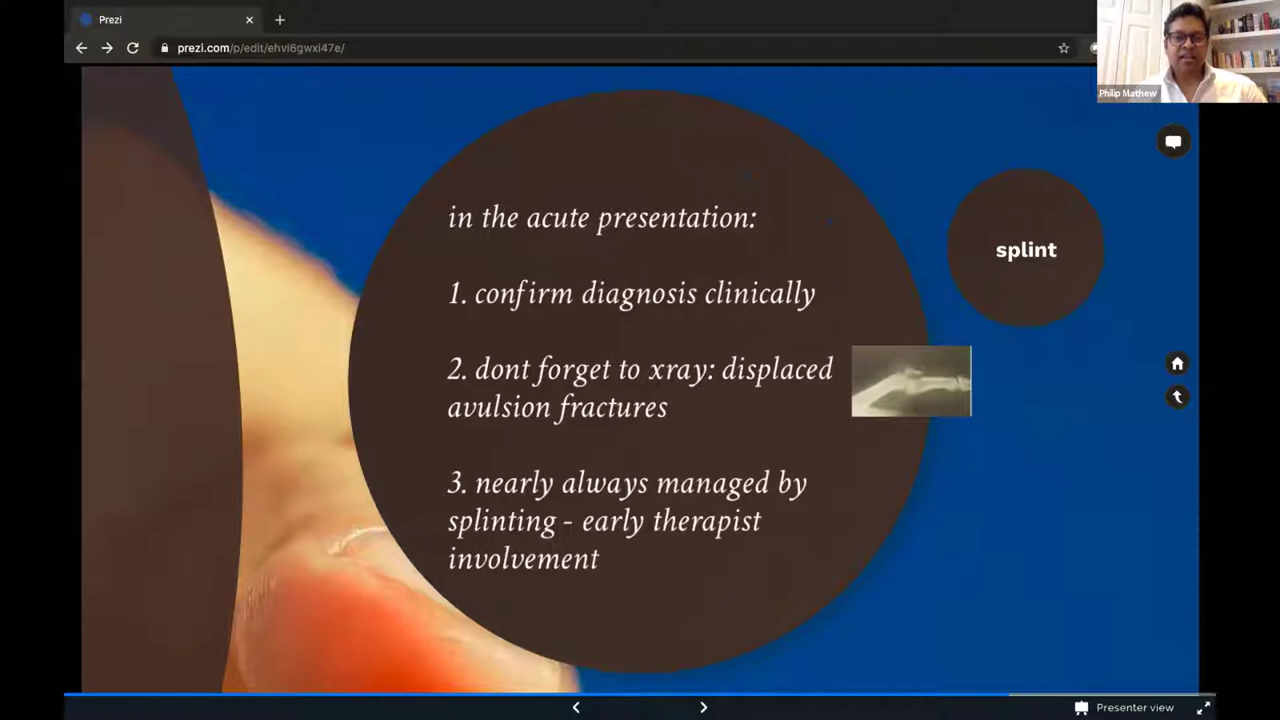 Prezi
prezi.com/p/edit/ehvi6gwxi47e/
Philip Mathew
in the acute presentation:
splint
1. confirm diagnosis clinically
2. dont forget to xray: displaced
avulsion fractures
3. nearly always managed by
splinting - early therapist
involvement
Presenter view